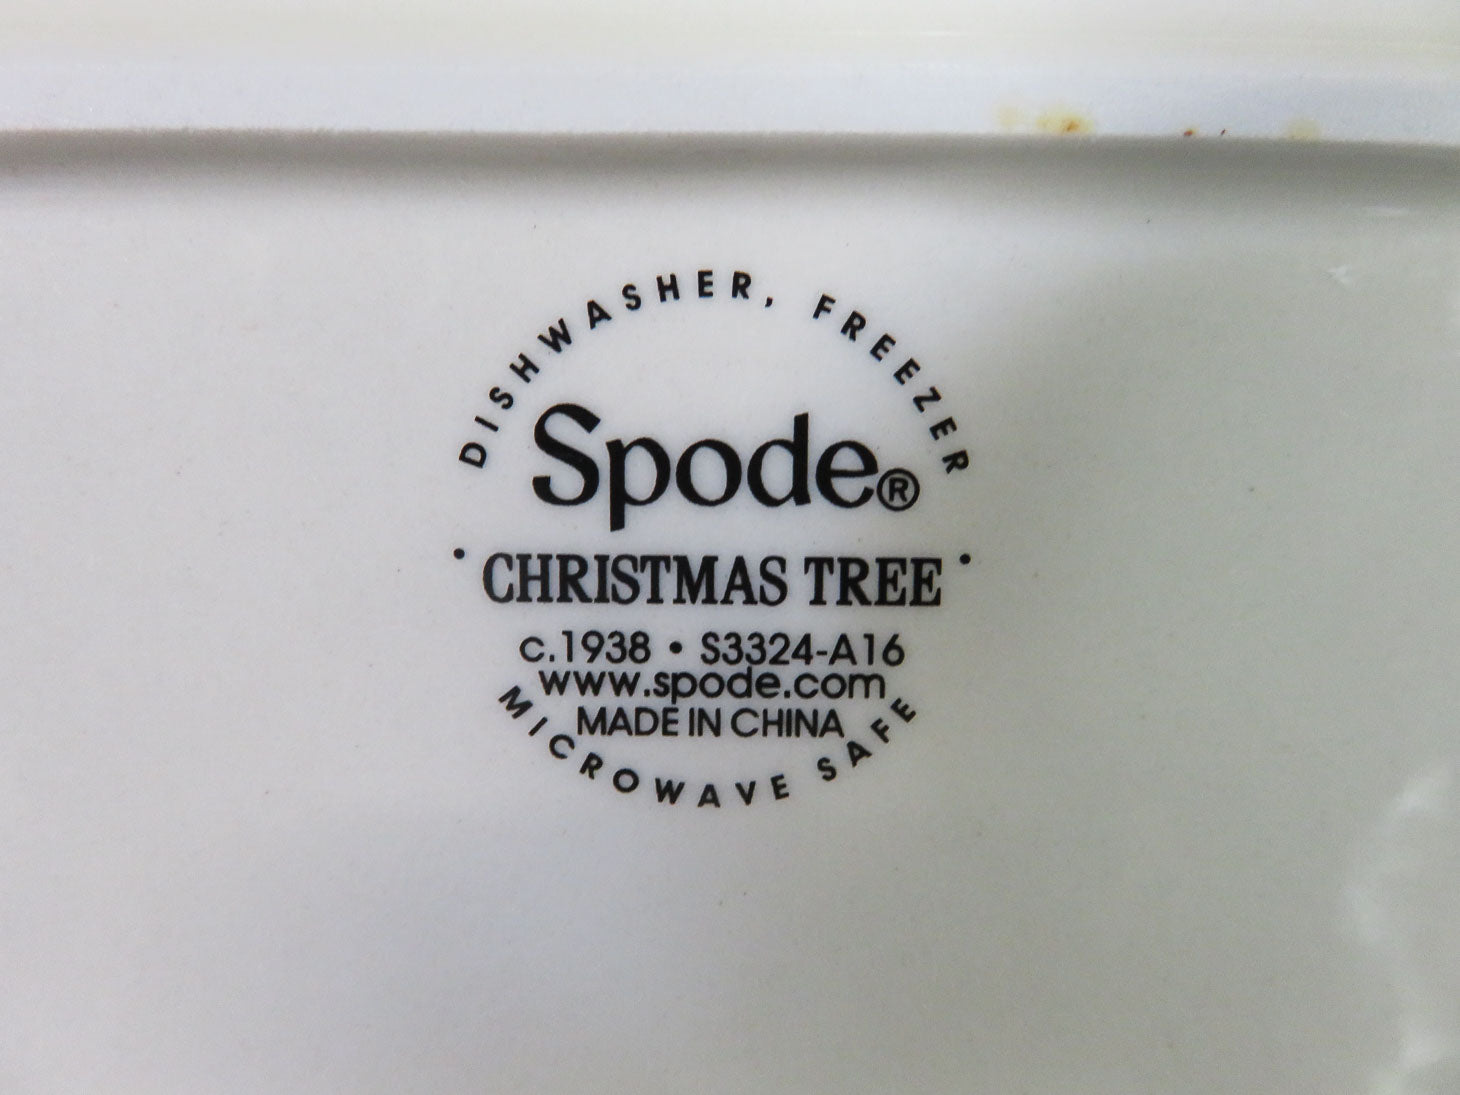 DISHWASHER, FREEZER
Spode®
• CHRISTMAS TREE •
c.1938 • S3324-A16
www.spode.com
MADE IN CHINA
MICROWAVE SAFE